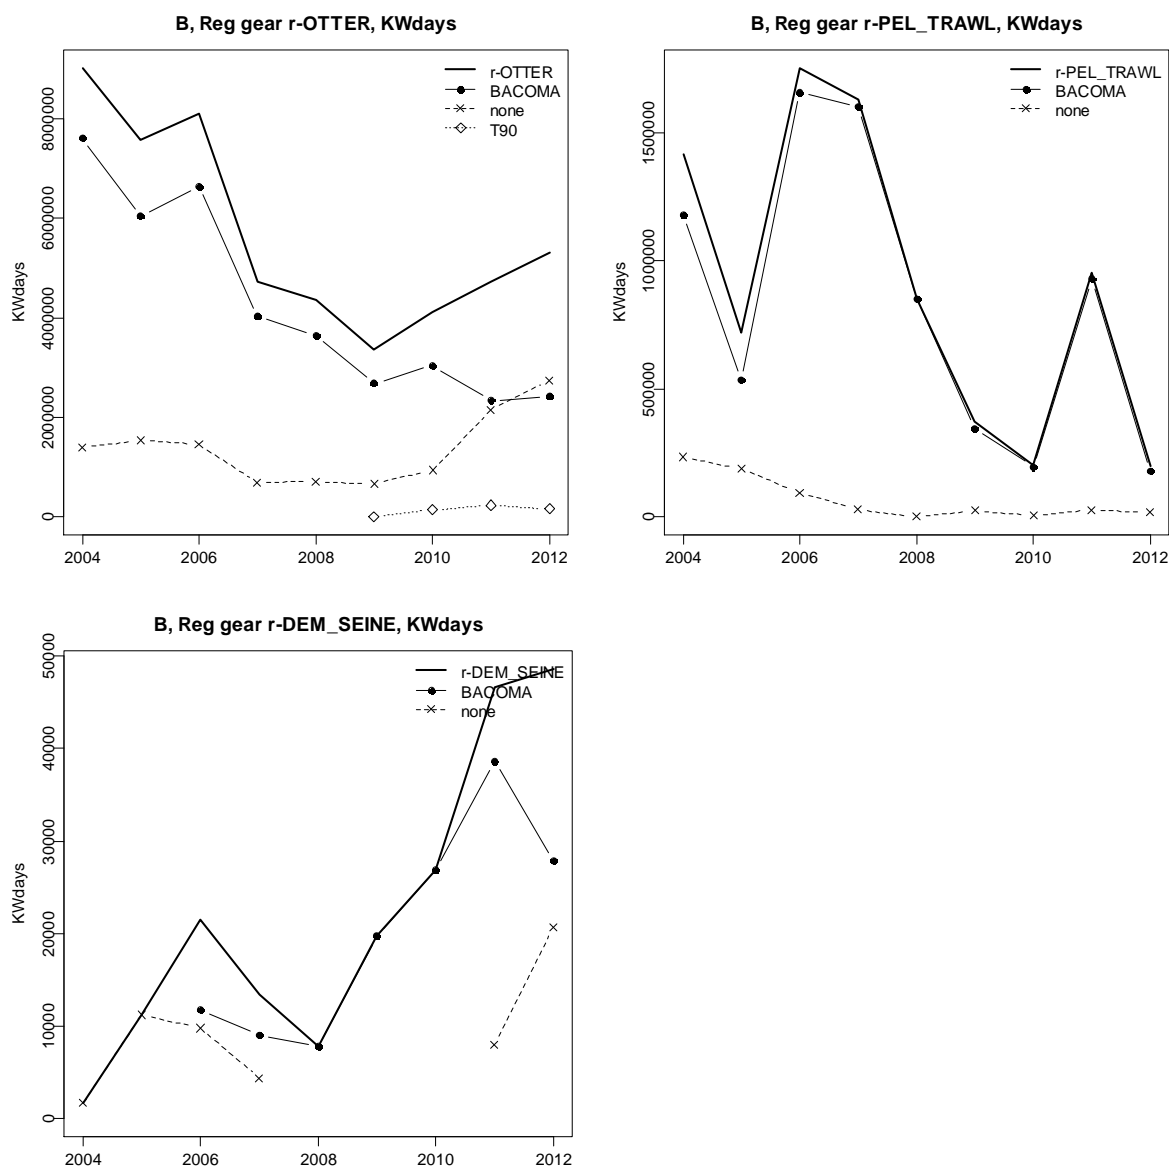 B, Reg gear r-OTTER, KWdays
KWdays
0
2000000
4000000
6000000
8000000
r-OTTER
BACOMA
none
T90
2004 2006 2008 2010 2012
B, Reg gear r-PEL_TRAWL, KWdays
KWdays
0
500000
1000000
1500000
r-PEL_TRAWL
BACOMA
none
2004 2006 2008 2010 2012
B, Reg gear r-DEM_SEINE, KWdays
KWdays
0
10000
20000
30000
40000
50000
r-DEM_SEINE
BACOMA
none
2004 2006 2008 2010 2012